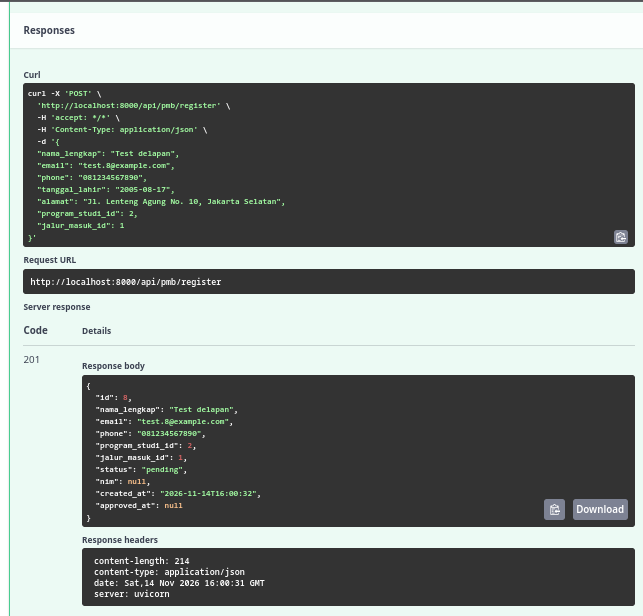 Responses
Curl
curl -X 'POST' \
'http://localhost:8000/api/pmb/register' \
-H 'accept: */*' \
-H 'Content-Type: application/json' \
-d '{
"nama_lengkap": "Test delapan",
"email": "test.8@example.com",
"phone": "081234567890",
"tanggal_lahir": "2005-08-17",
"alamat": "Jl. Lenteng Agung No. 10, Jakarta Selatan",
"program_studi_id": 2,
"jalur_masuk_id": 1
}'
Request URL
http://localhost:8000/api/pmb/register
Server response
Code Details
201
Response body
{
"id": 8,
"nama_lengkap": "Test delapan",
"email": "test.8@example.com",
"phone": "081234567890",
"program_studi_id": 2,
"jalur_masuk_id": 1,
"status": "pending",
"nim": null,
"created_at": "2026-11-14T16:00:32",
"approved_at": null
}
Download
Response headers
content-length: 214
content-type: application/json
date: Sat,14 Nov 2026 16:00:31 GMT
server: uvicorn